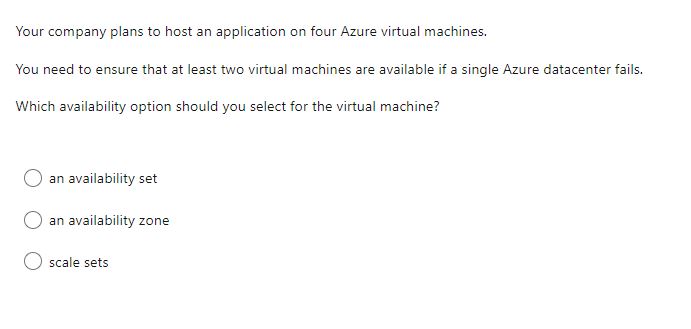 Your company plans to host an application on four Azure virtual machines.
You need to ensure that at least two virtual machines are available if a single Azure datacenter fails.
Which availability option should you select for the virtual machine?
an availability set
an availability zone
scale sets